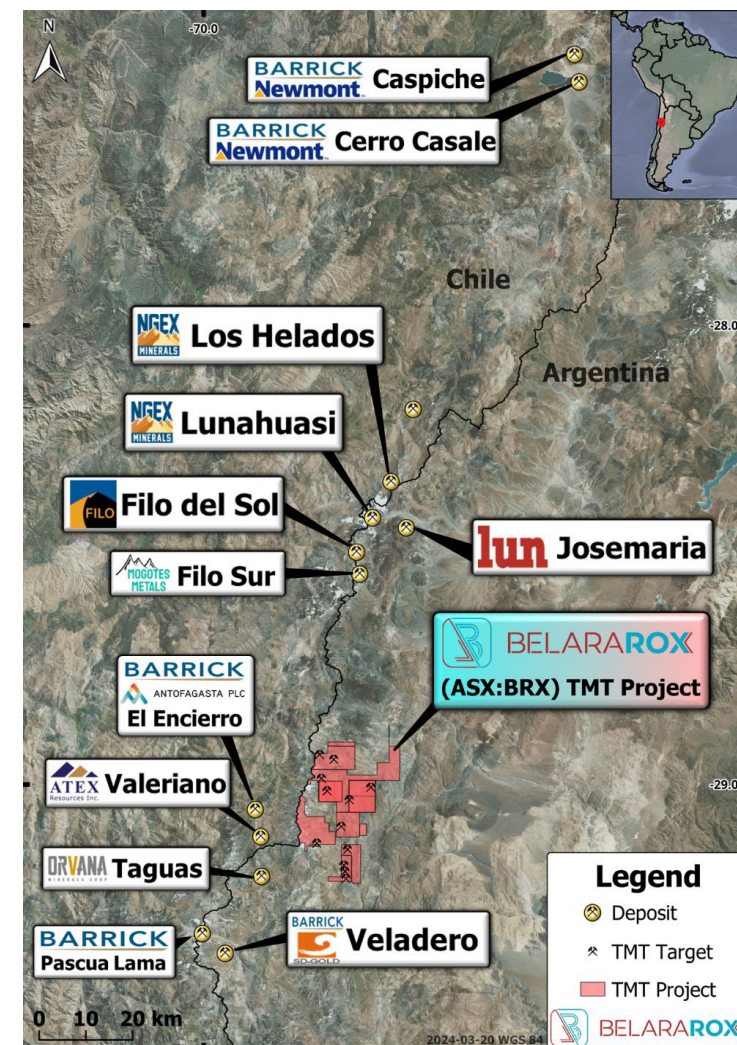 N
-70.0
BARRICK
Newmont™
Caspiche
BARRICK
Newmont™
Cerro Casale
Chile
-28.0
Argentina
NGEX
MINERALS
Los Helados
NGEX
MINERALS
Lunahuasi
FILO
Filo del Sol
MOGOTES
METALS
Filo Sur
lun Josemaria
BELARAROX
(ASX:BRX) TMT Project
BARRICK
ANTOFAGASTA PLC
El Encierro
-29.0
ATEX
Resources Inc.
Valeriano
ORVANA
MINERALS CORP
Taguas
BARRICK
Pascua Lama
BARRICK
SD-GOLD
Veladero
Legend
Deposit
TMT Target
TMT Project
0 10 20 km
2024-03-20 WGS 84
BELARAROX